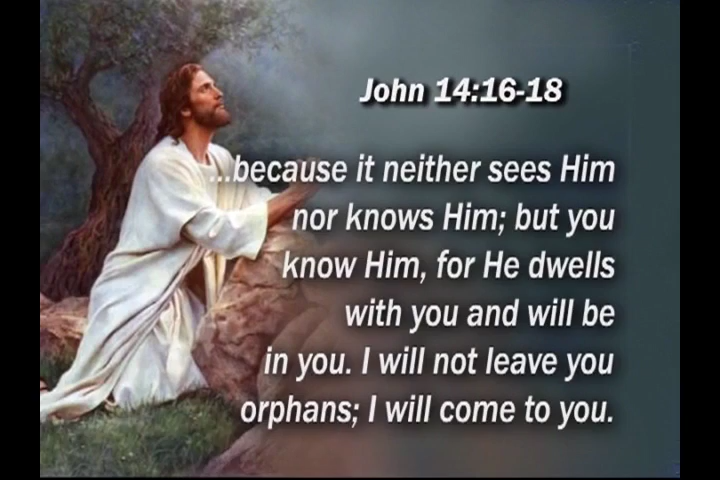 John 14:16-18
...because it neither sees Him
nor knows Him; but you
know Him, for He dwells
with you and will be
in you. I will not leave you
orphans; I will come to you.